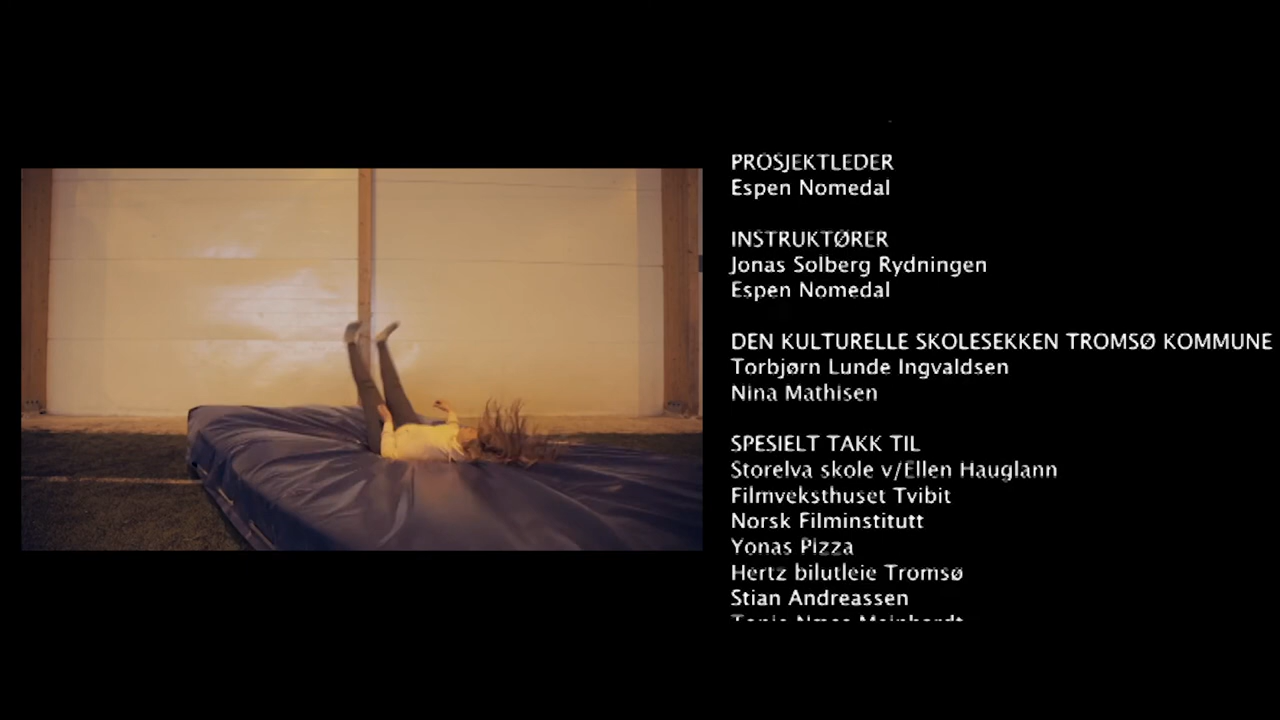 PROSJEKTLEDER
Espen Nomedal
INSTRUKTØRER
Jonas Solberg Rydningen
Espen Nomedal
DEN KULTURELLE SKOLESEKKEN TROMSØ KOMMUNE
Torbjørn Lunde Ingvaldsen
Nina Mathisen
SPESIELT TAKK TIL
Storelva skole v/Ellen Hauglann
Filmveksthuset Tvibit
Norsk Filminstitutt
Yonas Pizza
Hertz bilutleie Tromsø
Stian Andreassen